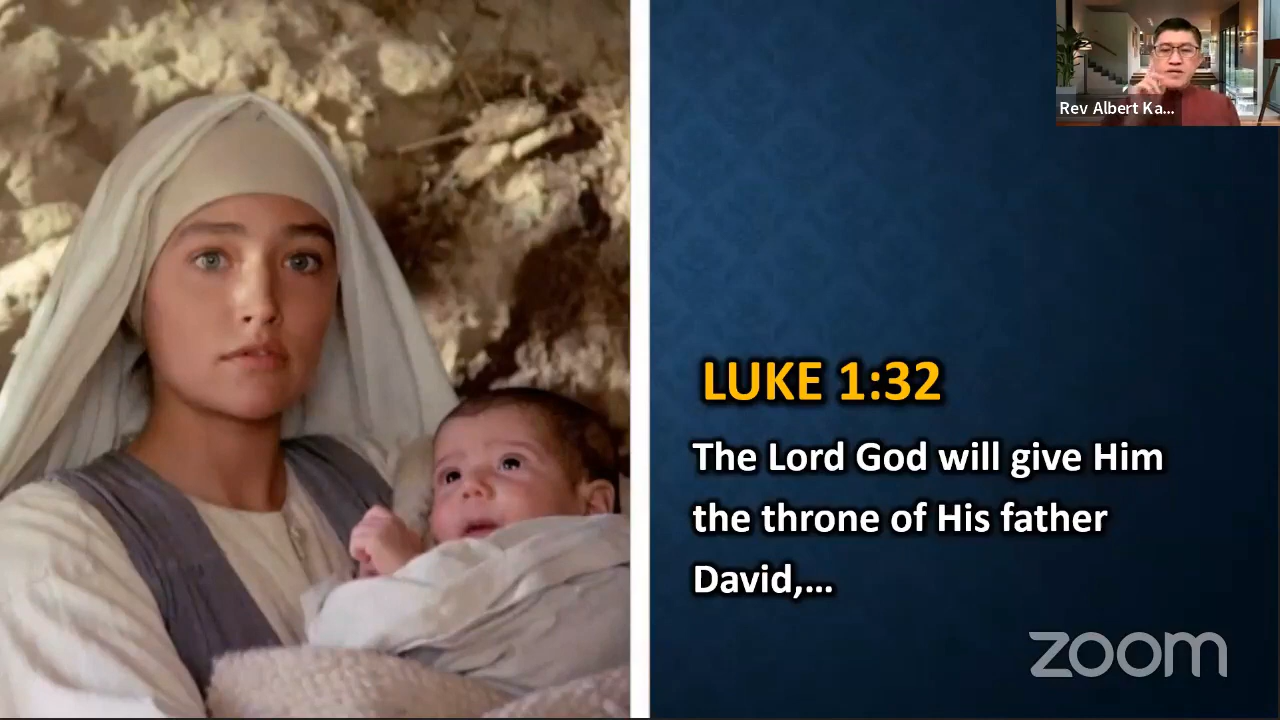 Rev Albert Ka...
LUKE 1:32
The Lord God will give Him
the throne of His father
David,...
zoom